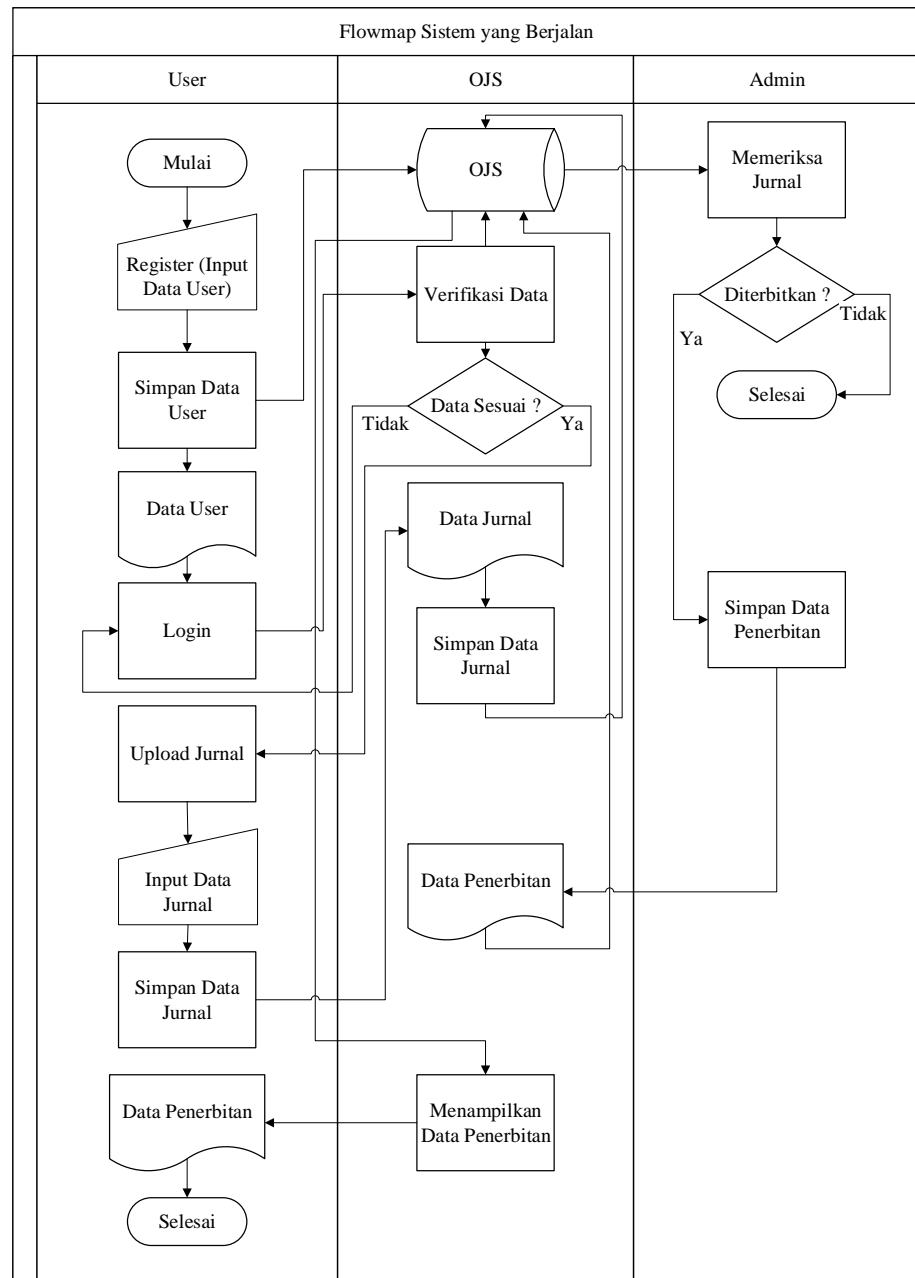 Flowmap Sistem yang Berjalan
User
OJS
Admin
Mulai
Register (Input
Data User)
Simpan Data
User
Data User
Login
Upload Jurnal
Input Data
Jurnal
Simpan Data
Jurnal
Data Penerbitan
Selesai
OJS
Verifikasi Data
Data Sesuai ?
Tidak
Ya
Data Jurnal
Simpan Data
Jurnal
Data Penerbitan
Menampilkan
Data Penerbitan
Memeriksa
Jurnal
Diterbitkan ?
Tidak
Ya
Selesai
Simpan Data
Penerbitan